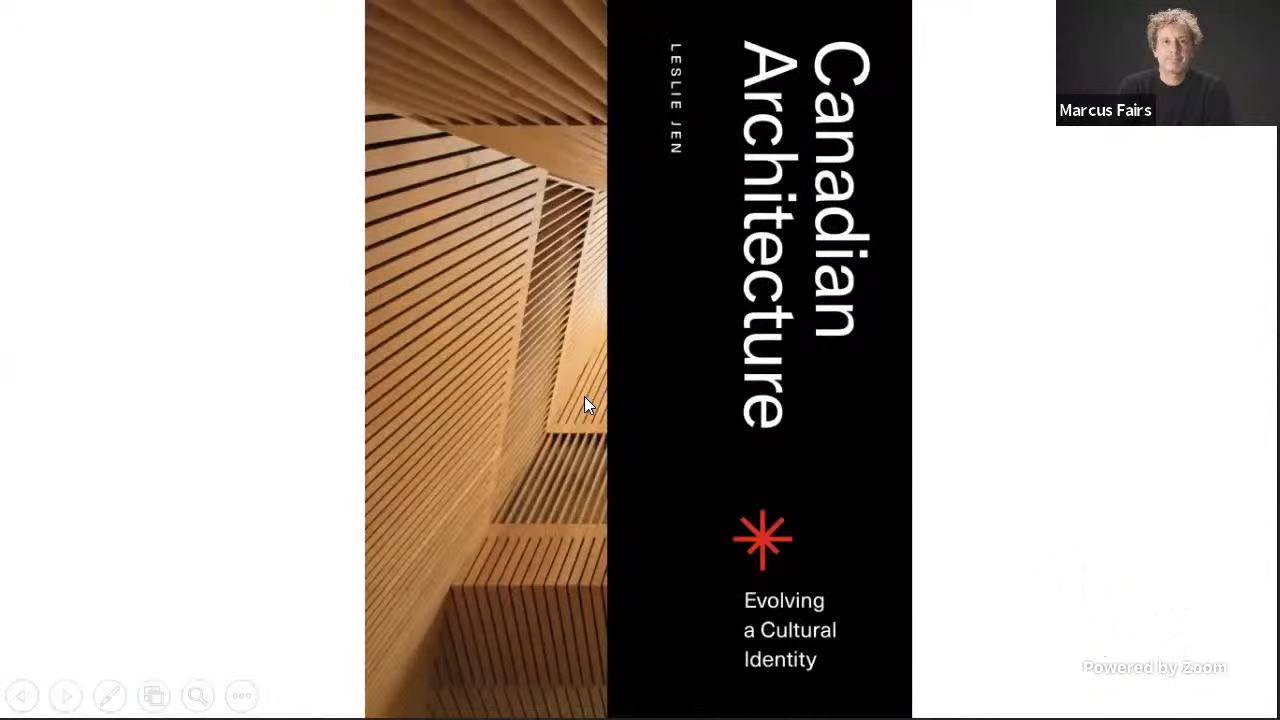 Canadian
Architecture
LESLIE JEN
Evolving
a Cultural
Identity
Marcus Fairs
Powered by Zoom